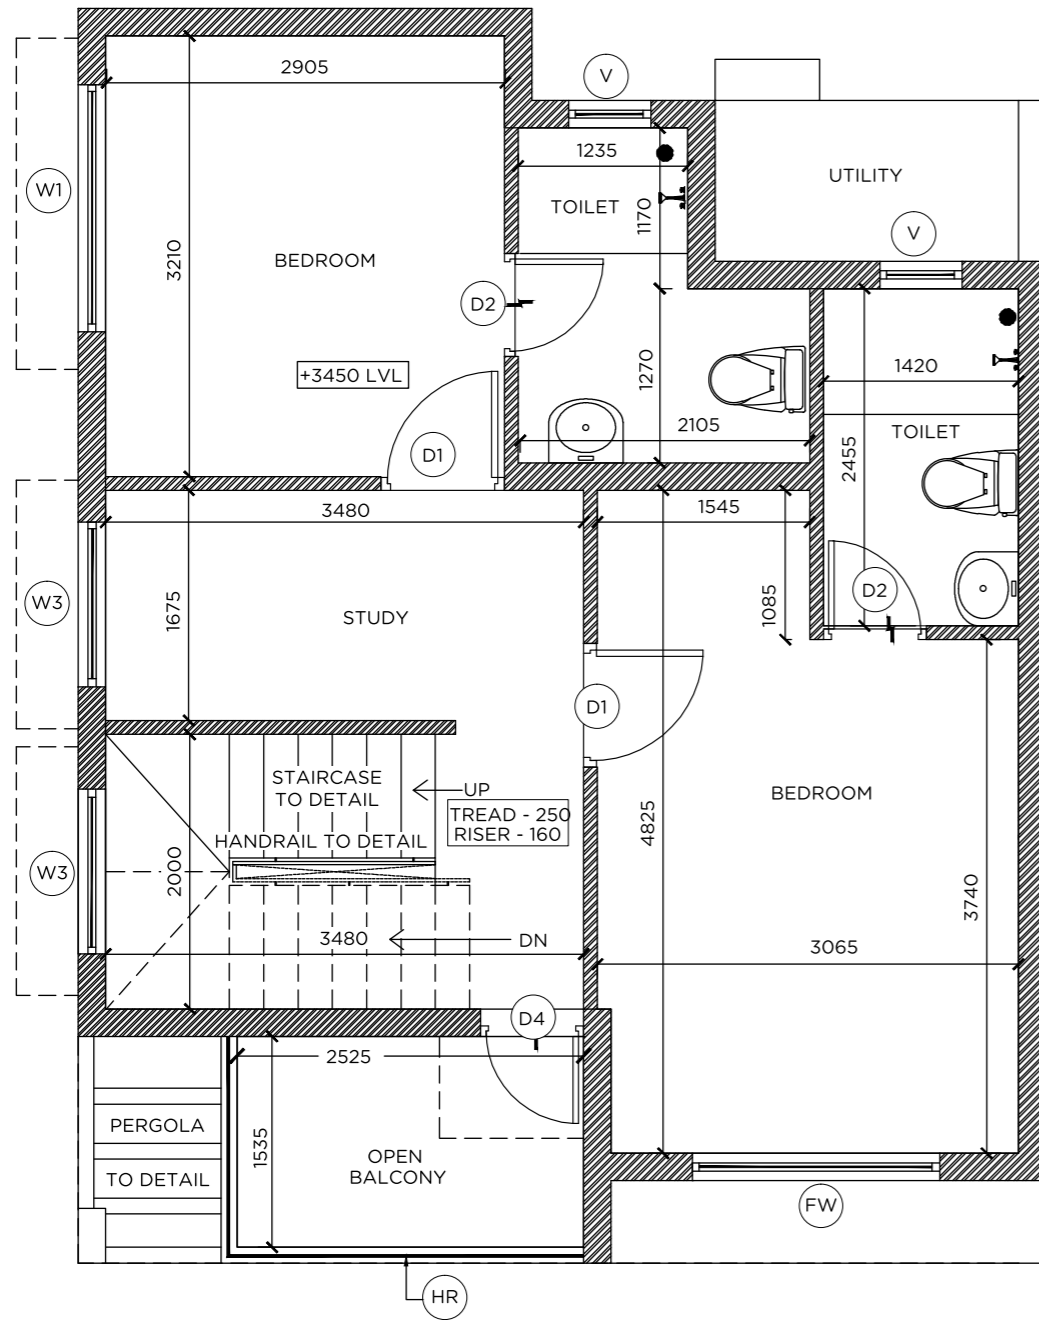 2905
V
1235
UTILITY
W1
TOILET
1170
V
3210
BEDROOM
D2
+3450 LVL
1270
1420
2105
TOILET
D1
2455
3480
1545
W3
1675
STUDY
1085
D2
D1
STAIRCASE
TO DETAIL
UP
TREAD - 250
RISER - 160
BEDROOM
HANDRAIL TO DETAIL
4825
W3
2000
3740
3480
DN
3065
D4
2525
PERGOLA
1535
OPEN
BALCONY
TO DETAIL
FW
HR